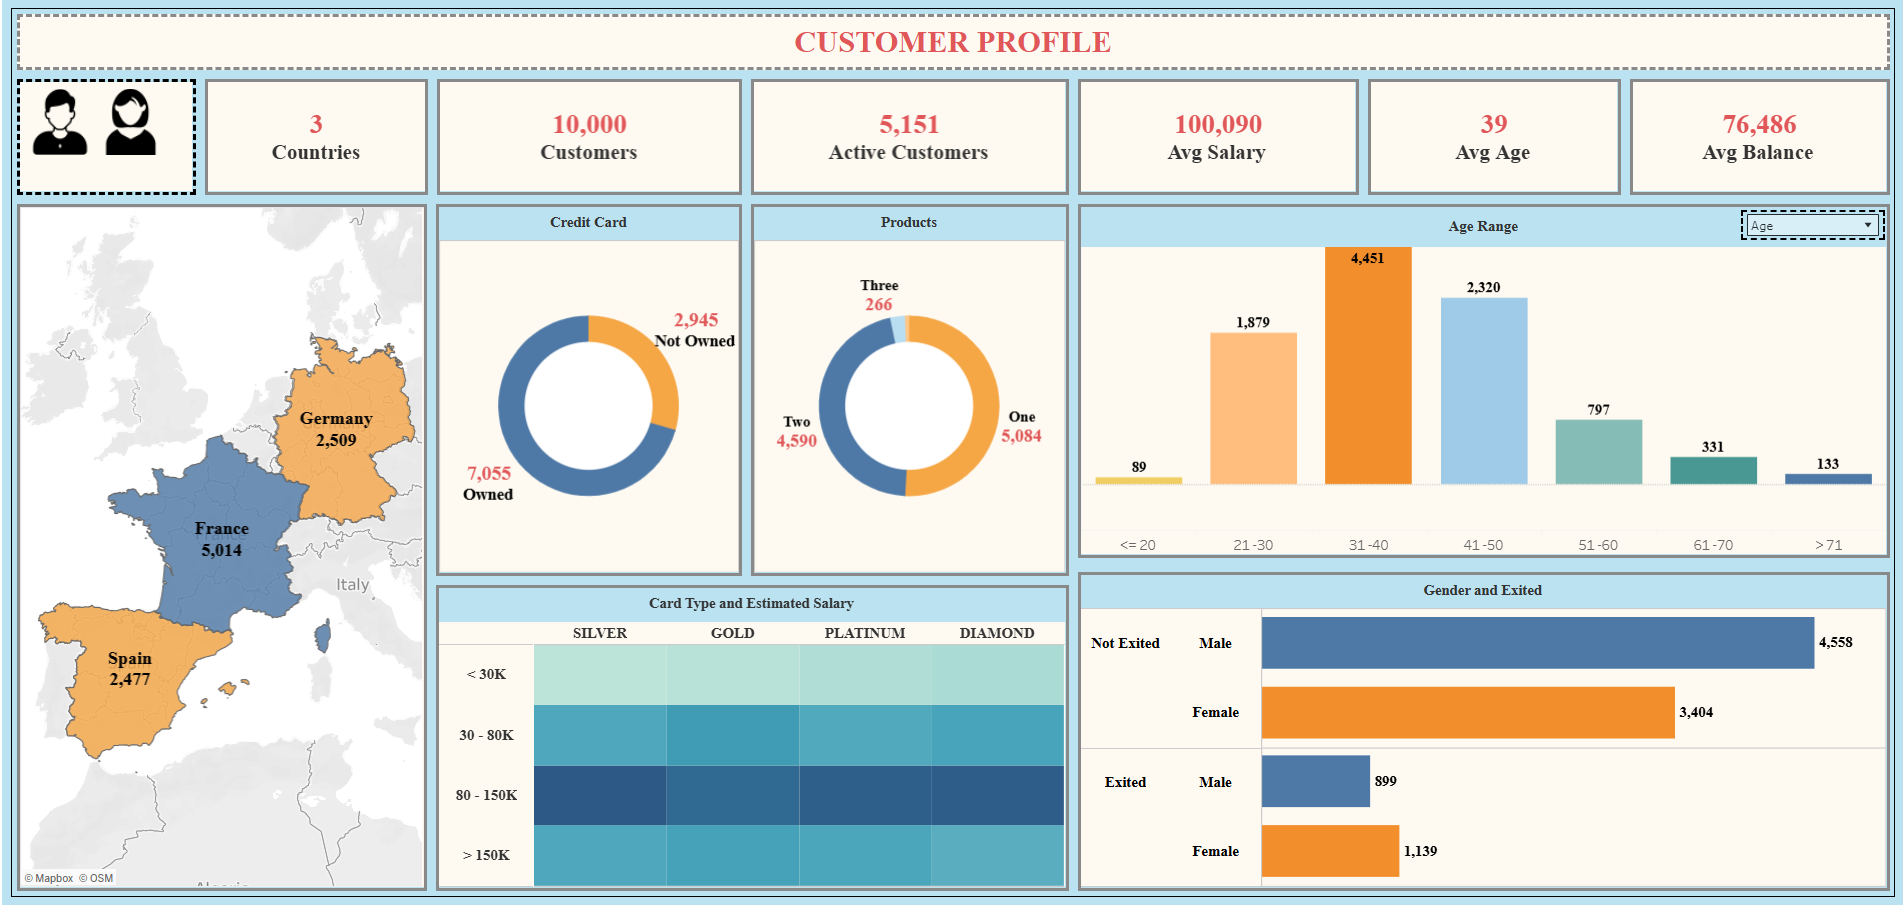 CUSTOMER PROFILE
3
Countries
10,000
Customers
5,151
Active Customers
100,090
Avg Salary
39
Avg Age
76,486
Avg Balance
Germany
2,509
France
5,014
Spain
2,477
Italy
© Mapbox © OSM
Credit Card
2,945
Not Owned
7,055
Owned
Products
Three
266
Two
4,590
One
5,084
Age Range
Age
89
1,879
4,451
2,320
797
331
133
<= 20
21 -30
31 -40
41 -50
51 -60
61 -70
> 71
Card Type and Estimated Salary
SILVER GOLD PLATINUM DIAMOND
< 30K
30 - 80K
80 - 150K
> 150K
Gender and Exited
Not Exited Male 4,558
Female 3,404
Exited Male 899
Female 1,139